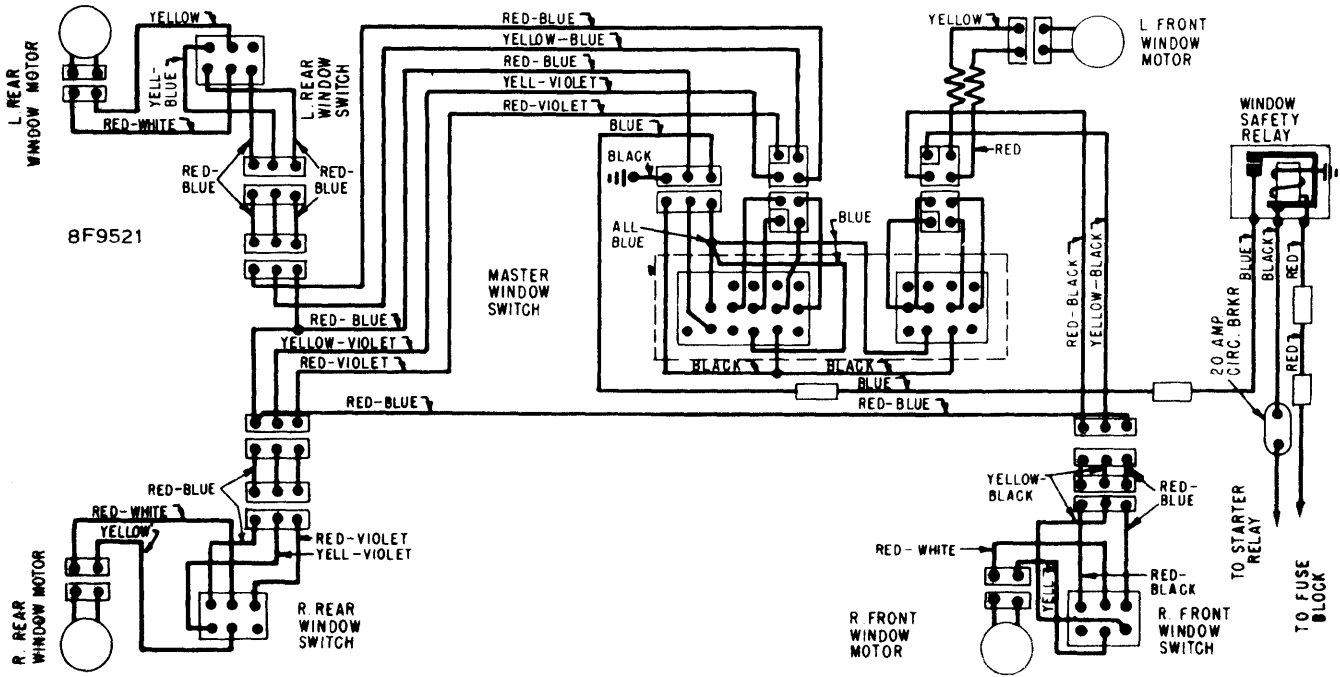 YELLOW
L. REAR
WINDOW MOTOR
YELL-
BLUE
RED-WHITE
L. REAR
WINDOW
SWITCH
RED-
BLUE
RED-
BLUE
8F9521
RED-BLUE
YELLOW-BLUE
RED-BLUE
YELL-VIOLET
RED-VIOLET
BLUE
BLACK
ALL
BLUE
BLUE
MASTER
WINDOW
SWITCH
YELLOW
L FRONT
WINDOW
MOTOR
RED
WINDOW
SAFETY
RELAY
BLUE
BLACK
RED
RED
RED-BLACK
YELLOW-BLACK
20 AMP
CIRC. BRKR
RED-BLUE
YELLOW-VIOLET
RED-VIOLET
BLACK
BLACK
BLUE
RED-BLUE
RED-BLUE
RED-BLUE
RED-WHITE
YELLOW
RED-VIOLET
YELL-VIOLET
R. REAR
WINDOW MOTOR
R. REAR
WINDOW
SWITCH
YELLOW-
BLACK
RED-
BLUE
RED-WHITE
YELL
RED-
BLACK
R. FRONT
WINDOW
MOTOR
R. FRONT
WINDOW
SWITCH
TO STARTER
RELAY
TO FUSE
BLOCK